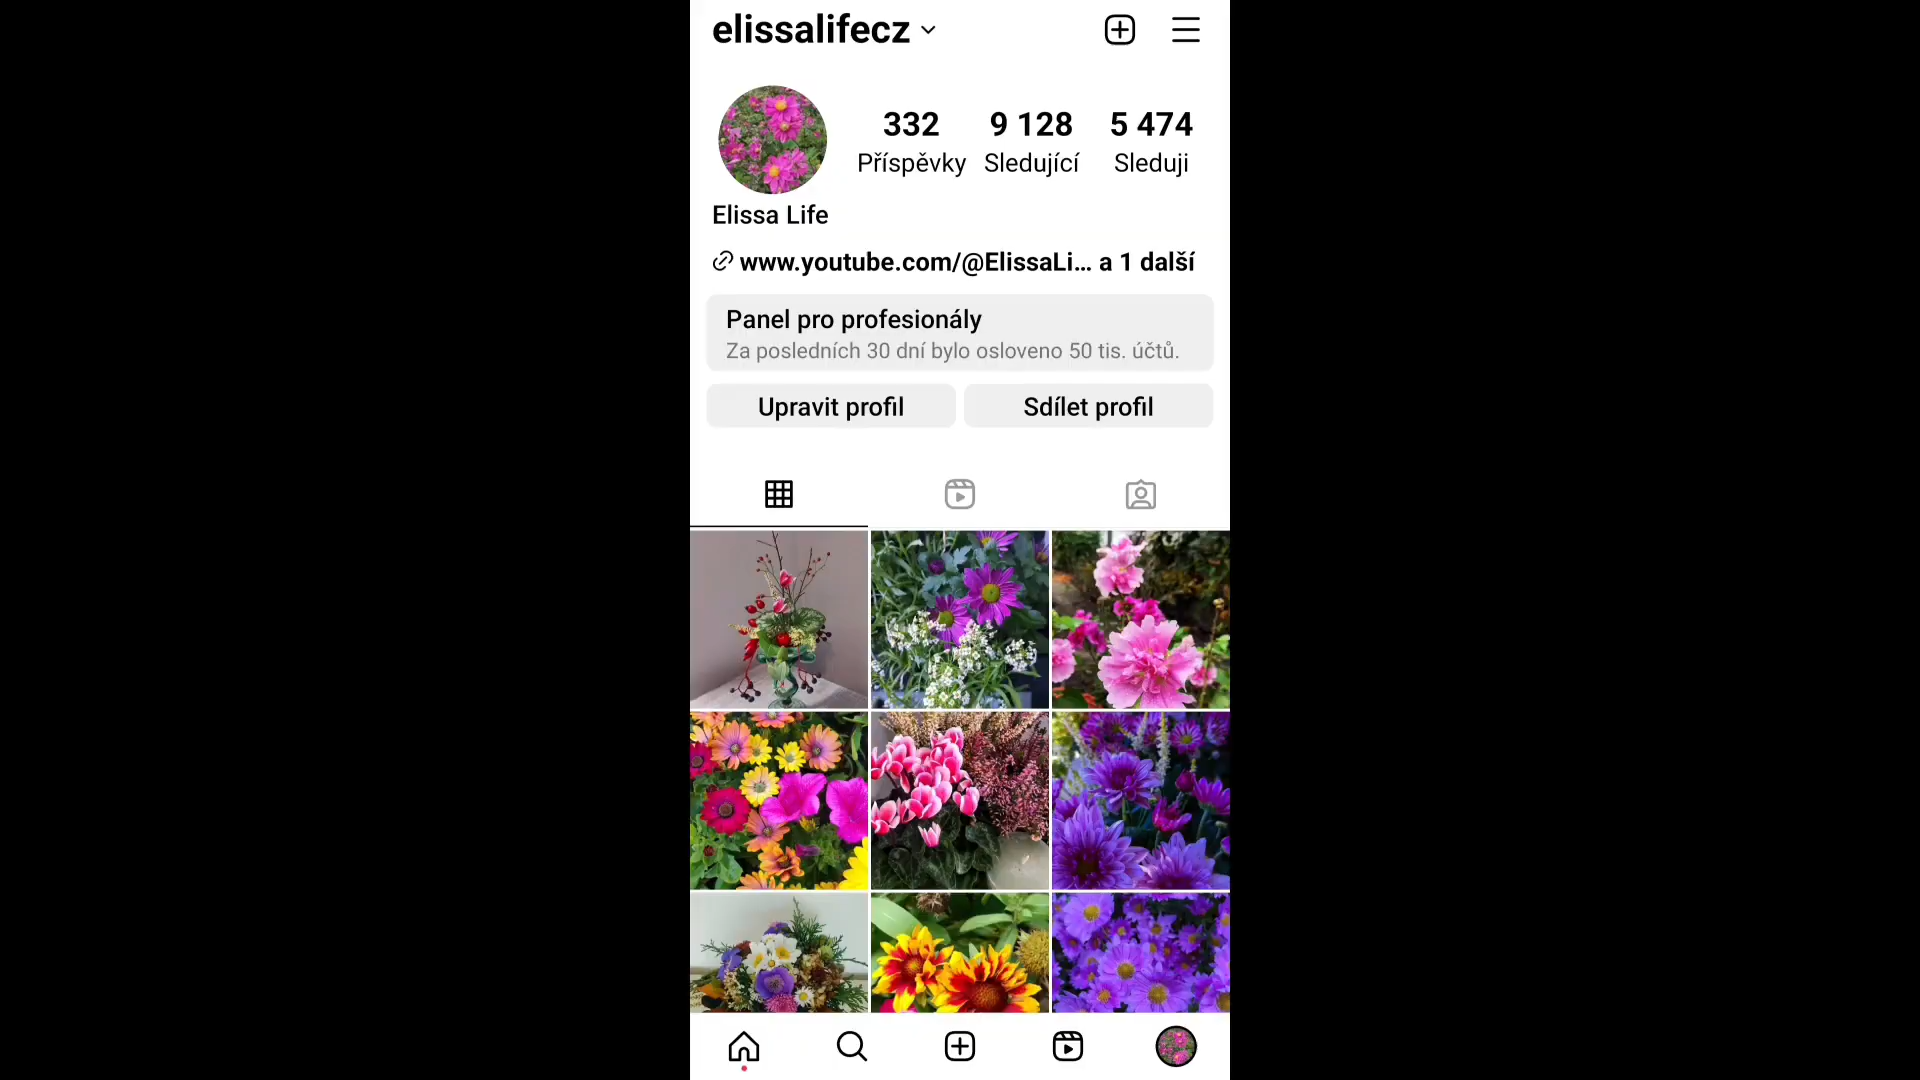 elissalifecz
332 9 128 5 474
Příspěvky Sledující Sleduji
Elissa Life
www.youtube.com/@ElissaLi... a 1 další
Panel pro profesionály
Za posledních 30 dní bylo osloveno 50 tis. účtů.
Upravit profil Sdílet profil